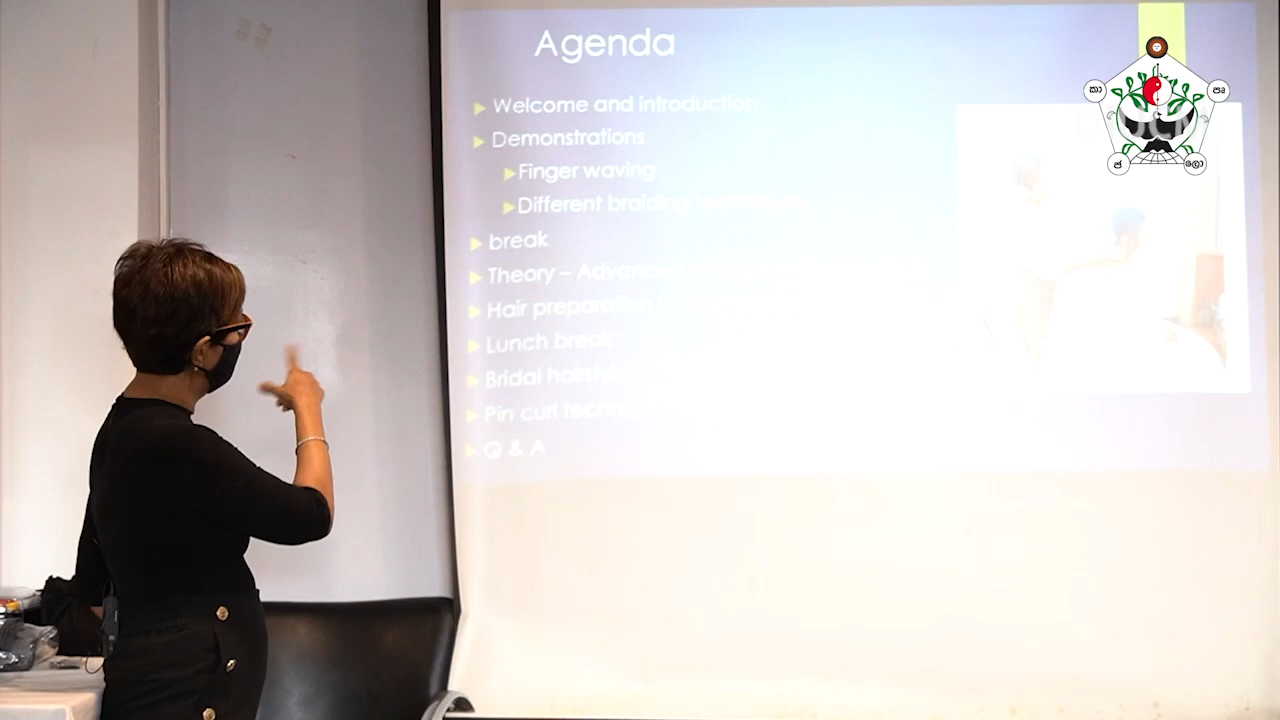 Agenda
Welcome and introduction
Demonstrations
Finger waving
Different braiding techniques
break
Theory – Advanced
Hair preparation
Lunch break
Bridal hairstyles
Pin curl
Q & A
කා
පෘ
ජ
ලො